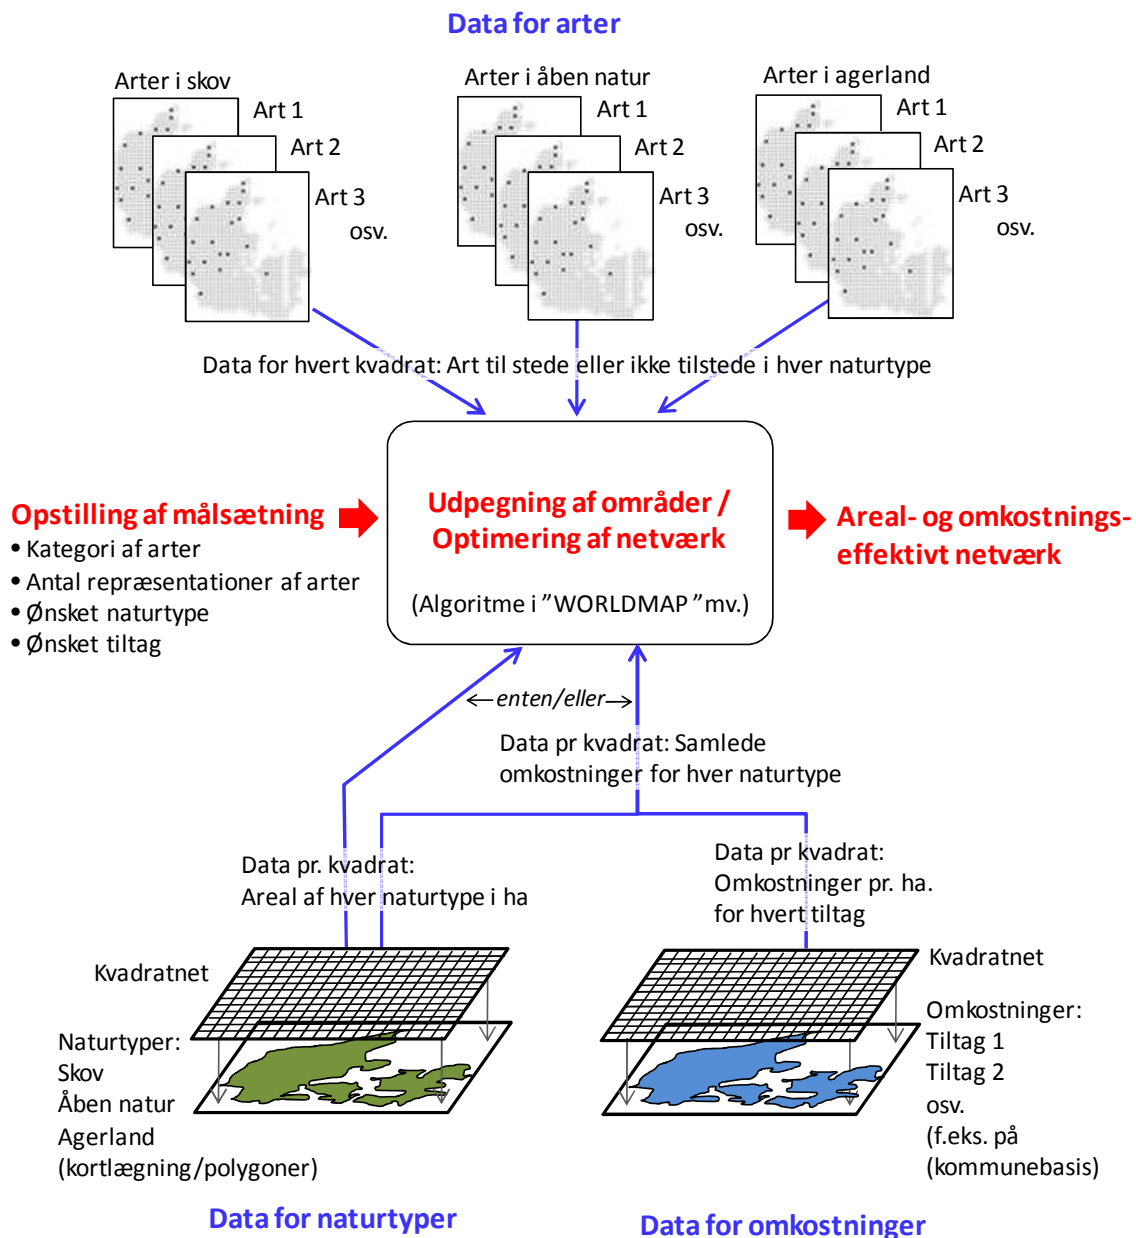 Data for arter
Arter i skov
Art 1
Art 2
Art 3
osv.
Arter i åben natur
Art 1
Art 2
Art 3
osv.
Arter i agerland
Art 1
Art 2
Art 3
osv.
Data for hvert kvadrat: Art til stede eller ikke tilstede i hver naturtype
Opstilling af målsætning
• Kategori af arter
• Antal repræsentationer af arter
• Ønsket naturtype
• Ønsket tiltag
Udpegning af områder /
Optimering af netværk
(Algoritme i ”WORLDMAP ”mv.)
Areal- og omkostnings-
effektivt netværk
enten/eller
Data pr kvadrat: Samlede
omkostninger for hver naturtype
Data pr. kvadrat:
Areal af hver naturtype i ha
Data pr kvadrat:
Omkostninger pr. ha.
for hvert tiltag
Kvadratnet
Naturtyper:
Skov
Åben natur
Agerland
(kortlægning/polygoner)
Kvadratnet
Omkostninger:
Tiltag 1
Tiltag 2
osv.
(f.eks. på
(kommunebasis)
Data for naturtyper
Data for omkostninger